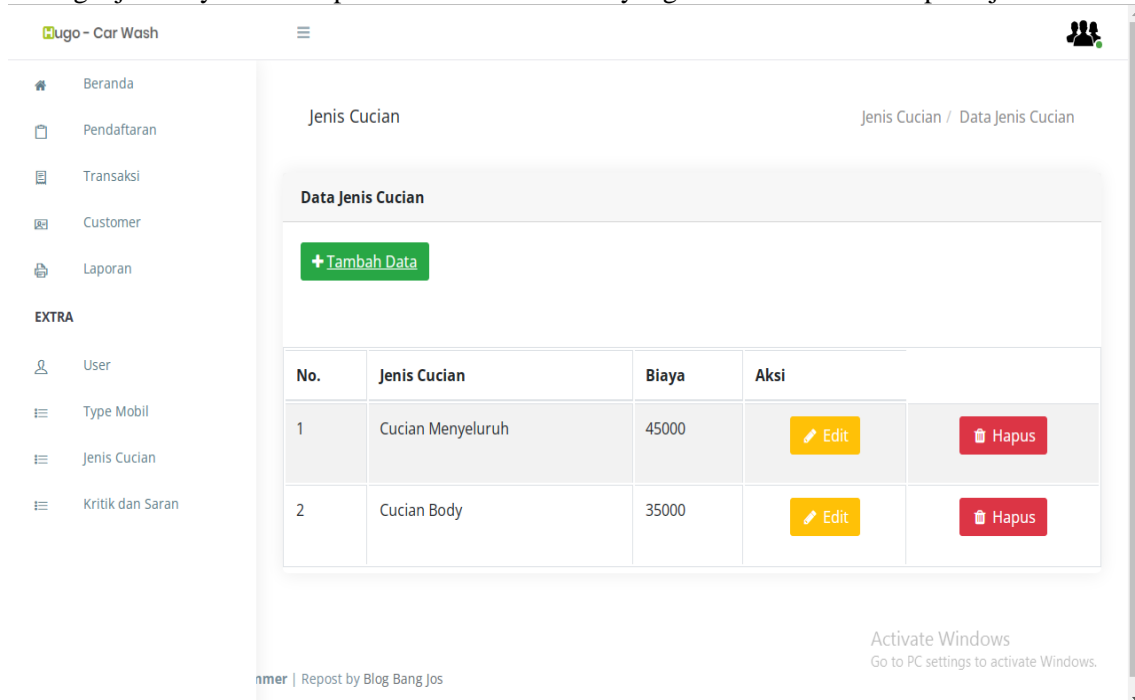 Hugo - Car Wash
Beranda
Pendaftaran
Transaksi
Customer
Laporan
EXTRA
User
Type Mobil
Jenis Cucian
Kritik dan Saran
Jenis Cucian
Jenis Cucian / Data Jenis Cucian
Data Jenis Cucian
Tambah Data
No. Jenis Cucian Biaya Aksi
1 Cucian Menyeluruh 45000 Edit Hapus
2 Cucian Body 35000 Edit Hapus
Activate Windows
Go to PC settings to activate Windows.
| Repost by Blog Bang Jos